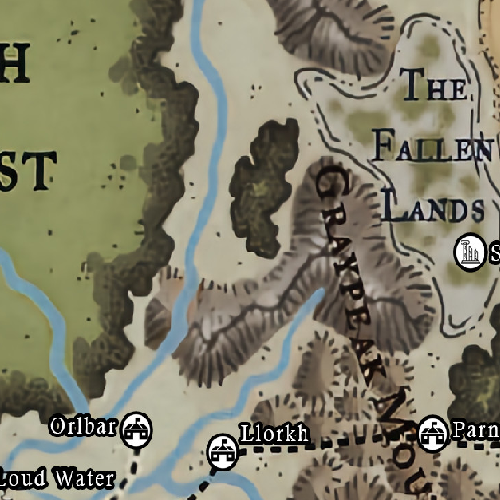 H
ST
THE
FALLEN
LANDS
GRAYPEAK MOU
S
Orlbar
Llorkh
Parn
Loud Water